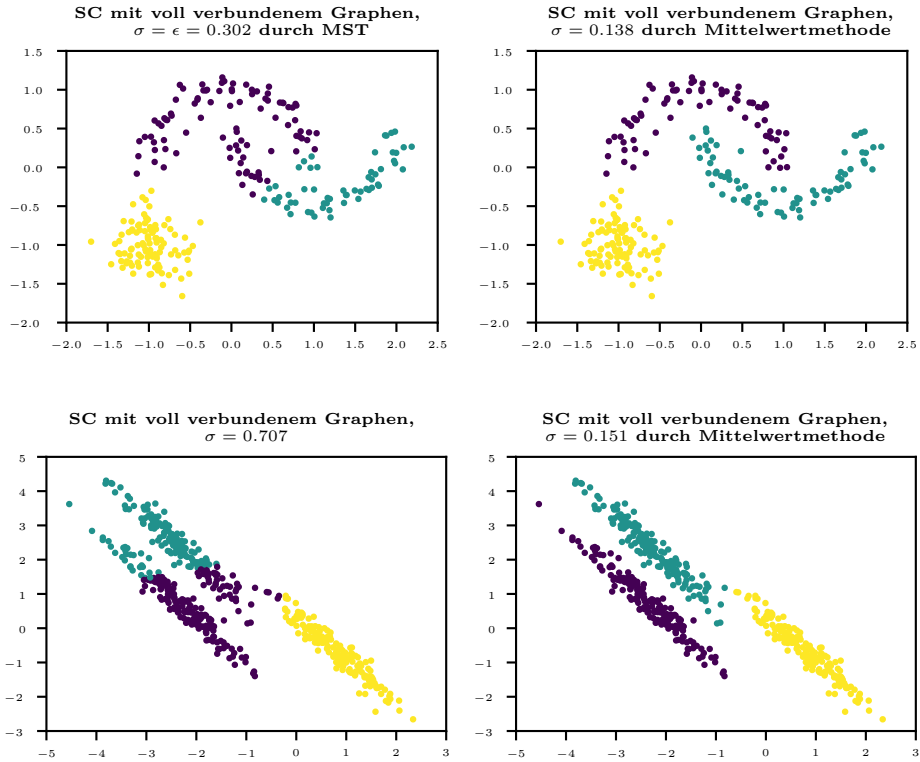 SC mit voll verbundenem Graphen,
σ = ϵ = 0.302 durch MST
1.5
1.0
0.5
0.0
−0.5
−1.0
−1.5
−2.0
−2.0 −1.5 −1.0 −0.5 0.0 0.5 1.0 1.5 2.0 2.5
SC mit voll verbundenem Graphen,
σ = 0.138 durch Mittelwertmethode
1.5
1.0
0.5
0.0
−0.5
−1.0
−1.5
−2.0
−2.0 −1.5 −1.0 −0.5 0.0 0.5 1.0 1.5 2.0 2.5
SC mit voll verbundenem Graphen,
σ = 0.707
5
4
3
2
1
0
−1
−2
−3
−5 −4 −3 −2 −1 0 1 2 3
SC mit voll verbundenem Graphen,
σ = 0.151 durch Mittelwertmethode
5
4
3
2
1
0
−1
−2
−3
−5 −4 −3 −2 −1 0 1 2 3